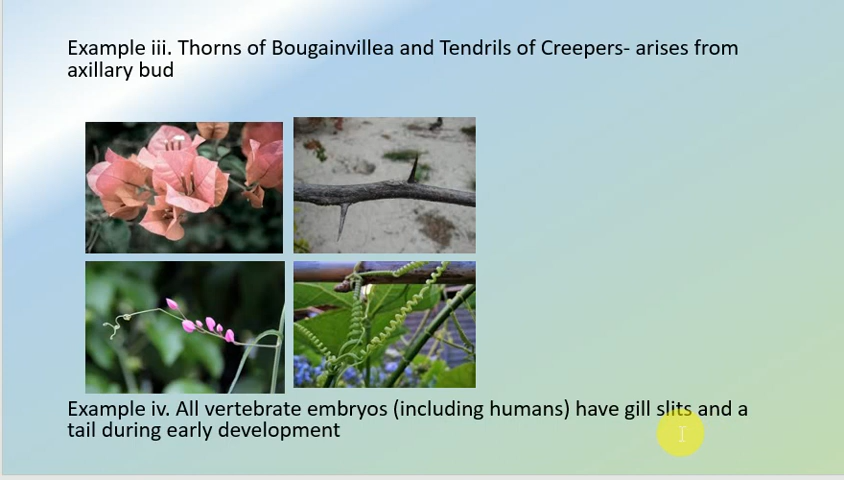 Example iii. Thorns of Bougainvillea and Tendrils of Creepers- arises from
axillary bud
Example iv. All vertebrate embryos (including humans) have gill slits and a
tail during early development